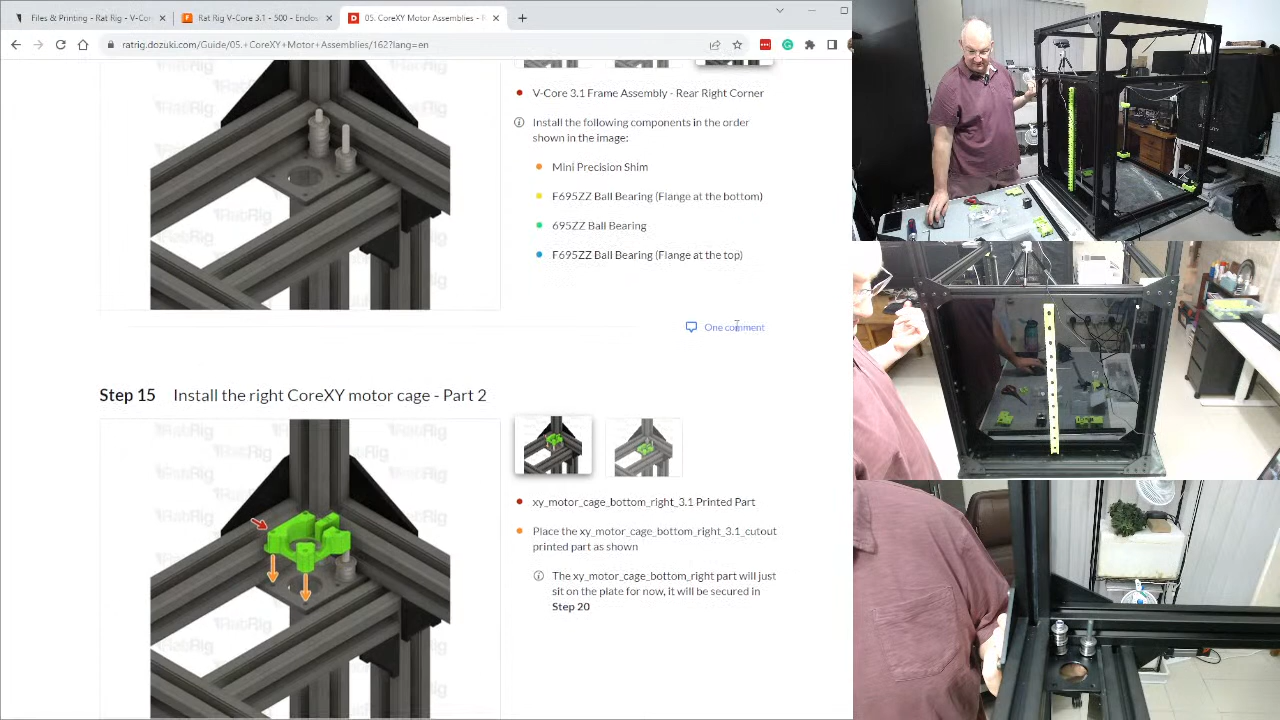 Files & Printing - Rat Rig V-Co
Rat Rig V-Core 3.1 - 500 - Enclos
05. CoreXY Motor Assemblies - R
ratrig.dozuki.com/Guide/05.+CoreXY+Motor+Assemblies/162?lang=en
V-Core 3.1 Frame Assembly - Rear Right Corner
Install the following components in the order
shown in the image:
Mini Precision Shim
F695ZZ Ball Bearing (Flange at the bottom)
695ZZ Ball Bearing
F695ZZ Ball Bearing (Flange at the top)
One comment
Step 15 Install the right CoreXY motor cage - Part 2
xy_motor_cage_bottom_right_3.1 Printed Part
Place the xy_motor_cage_bottom_right_3.1_cutout
printed part as shown
The xy_motor_cage_bottom_right part will just
sit on the plate for now, it will be secured in
Step 20